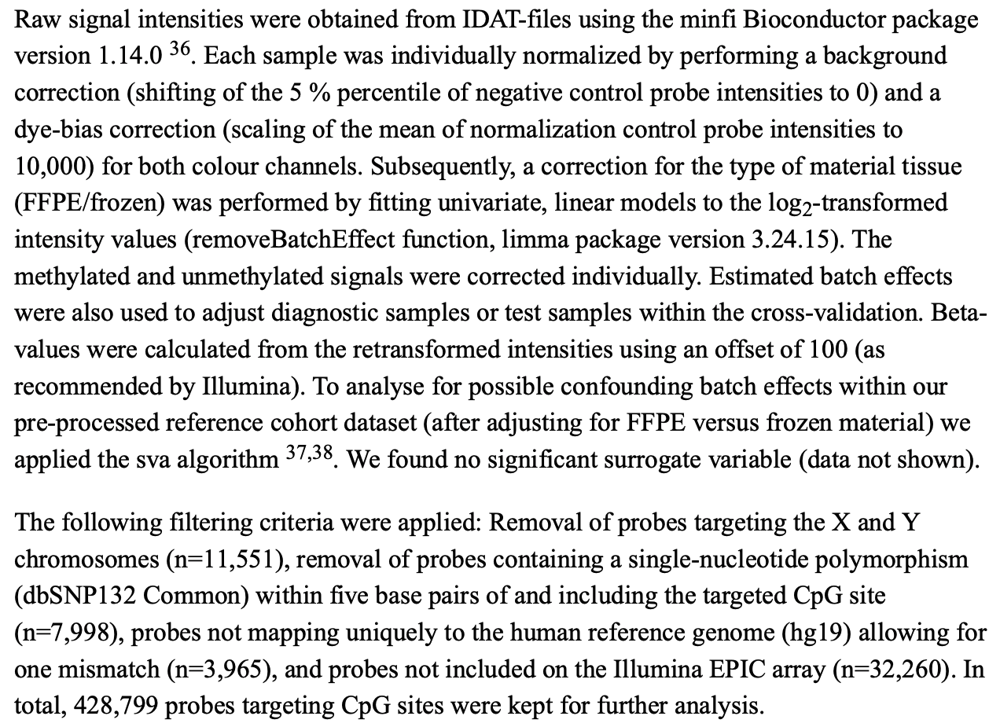 Raw signal intensities were obtained from IDAT-files using the minfi Bioconductor package
version 1.14.0 36. Each sample was individually normalized by performing a background
correction (shifting of the 5 % percentile of negative control probe intensities to 0) and a
dye-bias correction (scaling of the mean of normalization control probe intensities to
10,000) for both colour channels. Subsequently, a correction for the type of material tissue
(FFPE/frozen) was performed by fitting univariate, linear models to the log2-transformed
intensity values (removeBatchEffect function, limma package version 3.24.15). The
methylated and unmethylated signals were corrected individually. Estimated batch effects
were also used to adjust diagnostic samples or test samples within the cross-validation. Beta-
values were calculated from the retransformed intensities using an offset of 100 (as
recommended by Illumina). To analyse for possible confounding batch effects within our
pre-processed reference cohort dataset (after adjusting for FFPE versus frozen material) we
applied the sva algorithm 37,38. We found no significant surrogate variable (data not shown).
The following filtering criteria were applied: Removal of probes targeting the X and Y
chromosomes (n=11,551), removal of probes containing a single-nucleotide polymorphism
(dbSNP132 Common) within five base pairs of and including the targeted CpG site
(n=7,998), probes not mapping uniquely to the human reference genome (hg19) allowing for
one mismatch (n=3,965), and probes not included on the Illumina EPIC array (n=32,260). In
total, 428,799 probes targeting CpG sites were kept for further analysis.